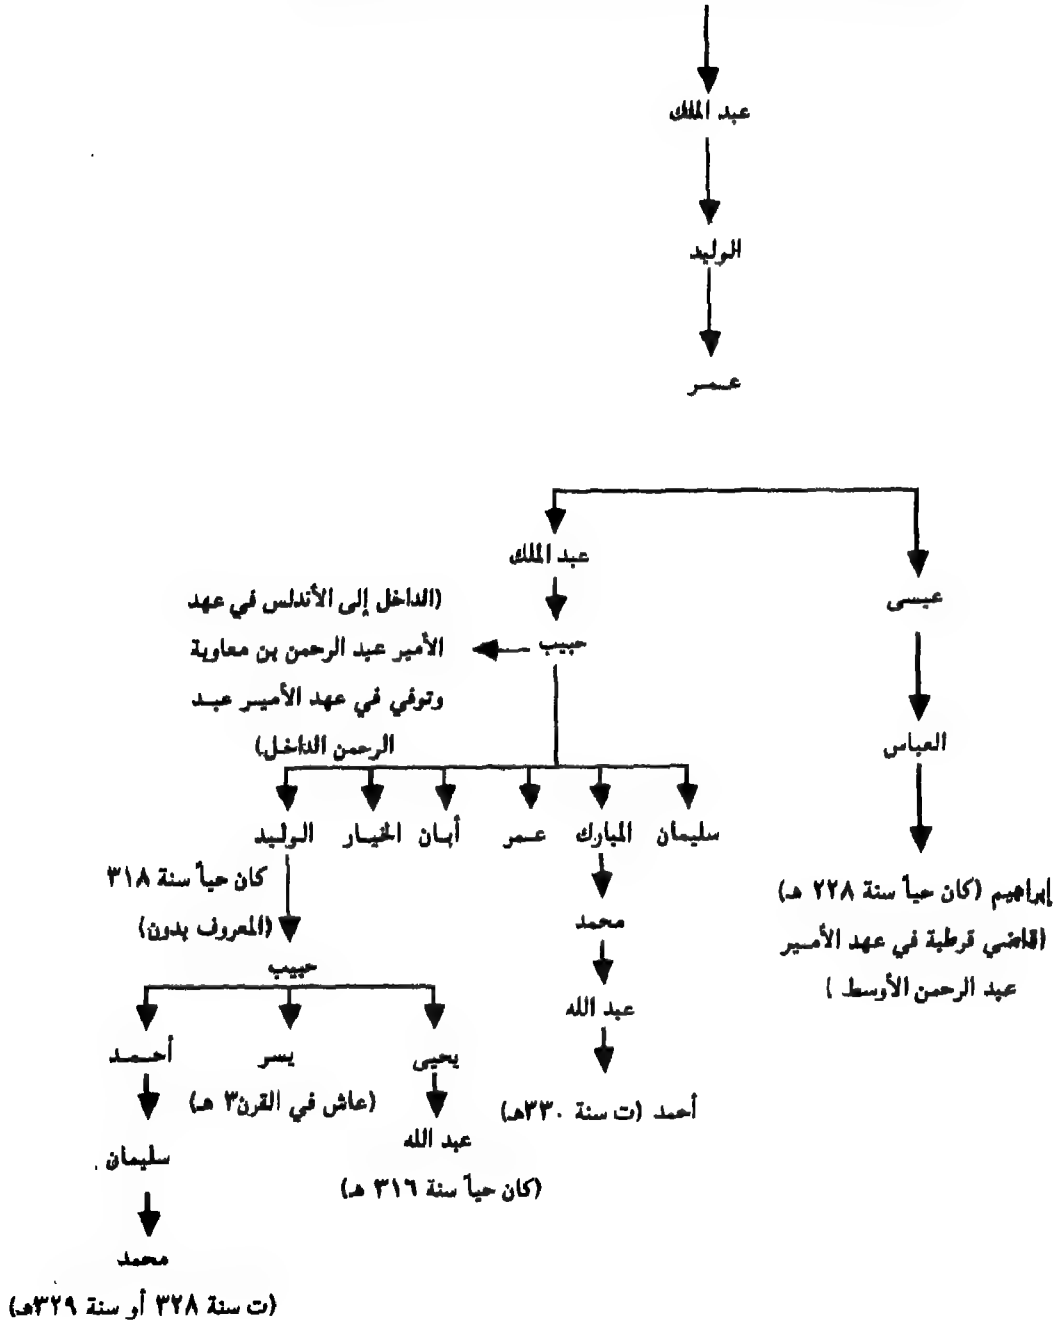 عبد الملك
الوليد
عمر
عبد الملك
عيسى
(الداخل إلى الأندلس في عهد
الأمير عبد الرحمن بن معاوية
وتوفي في عهد الأمير عبد
الرحمن الداخل)
حبيب
العباس
سليمان المبارك عمر أبان الخيار الوليد
إبراهيم (كان حياً سنة ٢٢٨ هـ)
(قاضي قرطبة في عهد الأمير
عبد الرحمن الأوسط)
كان حياً سنة ٣١٨
(المعروف بدون)
محمد
حبيب
عبد الله
يحيى يسر أحمد
(عاش في القرن٣ هـ)
أحمد (ت سنة ٣٣٠هـ)
عبد الله
سليمان
(كان حياً سنة ٣١٦ هـ)
محمد
(ت سنة ٣٢٨ أو سنة ٣٢٩هـ)